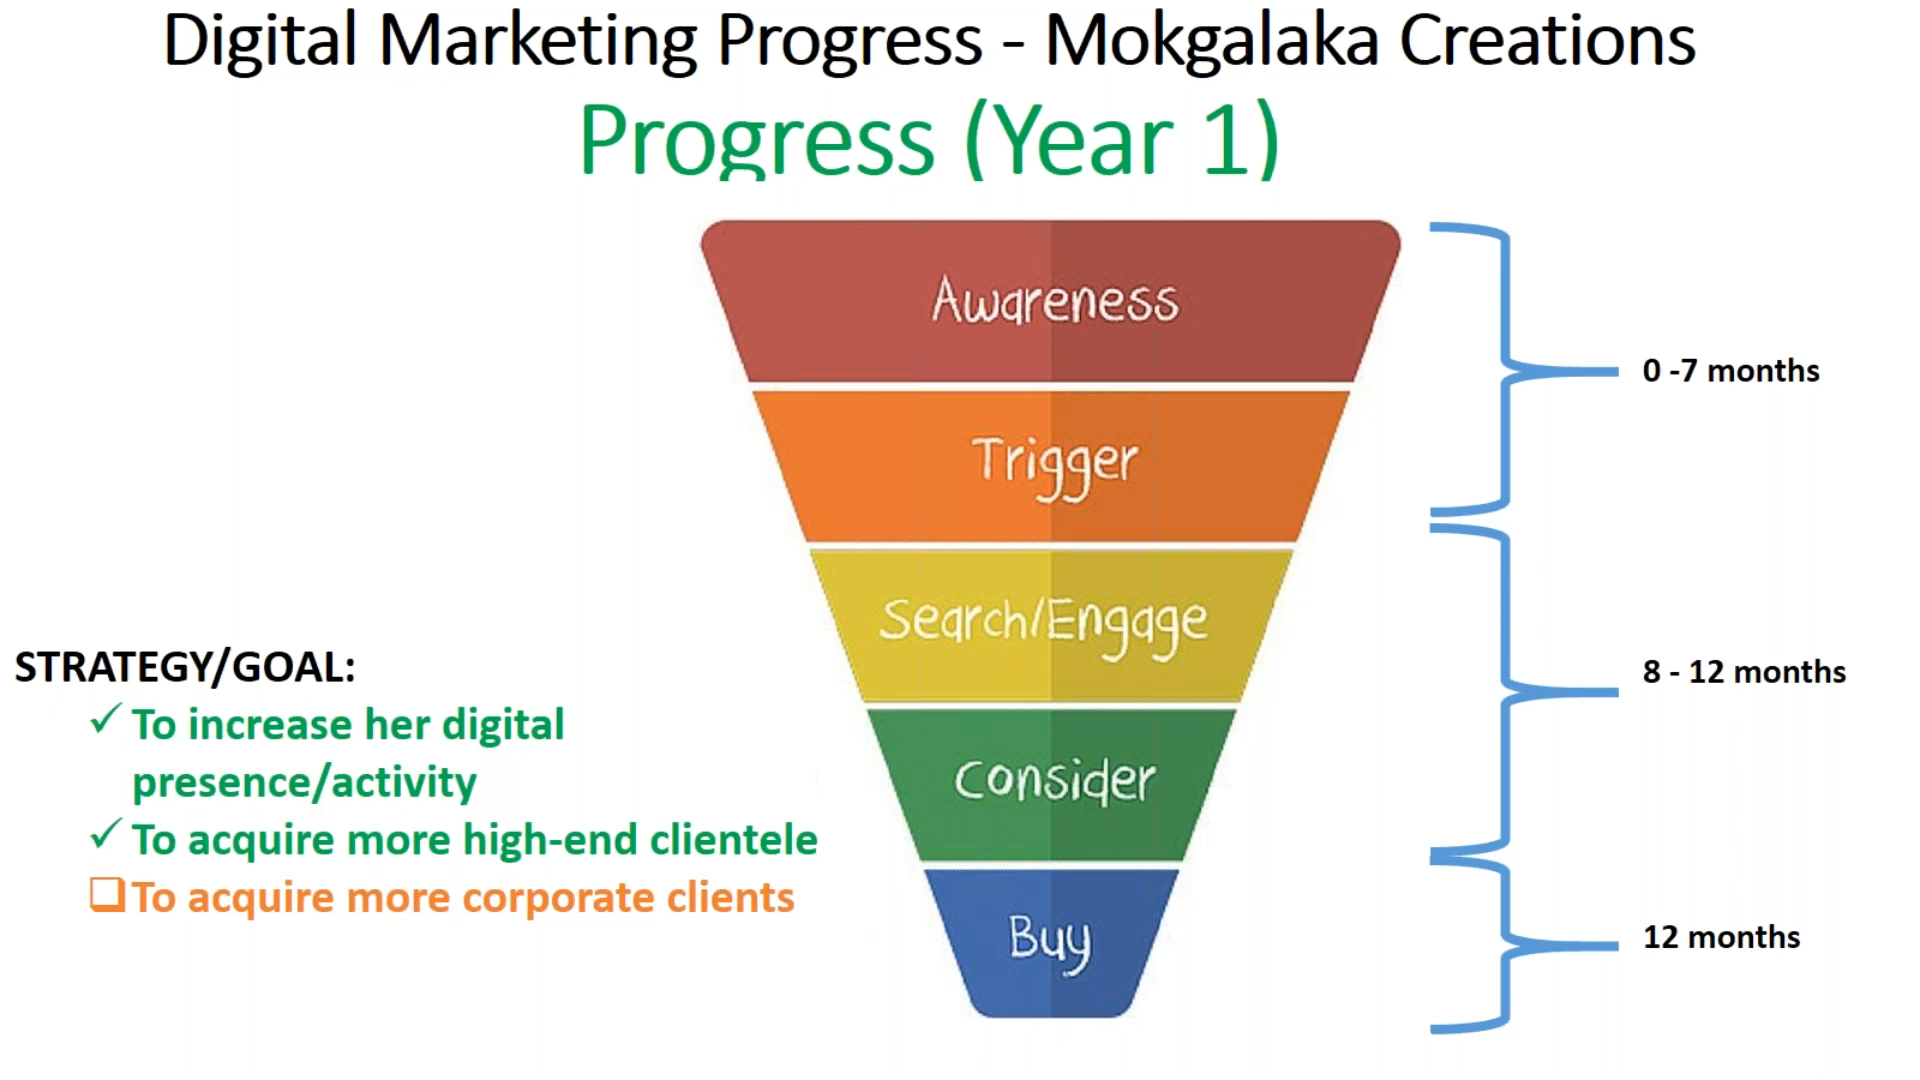 Digital Marketing Progress - Mokgalaka Creations
Progress (Year 1)
Awareness
0 -7 months
Trigger
Search/Engage
8 - 12 months
STRATEGY/GOAL:
To increase her digital
presence/activity
To acquire more high-end clientele
To acquire more corporate clients
Consider
Buy
12 months